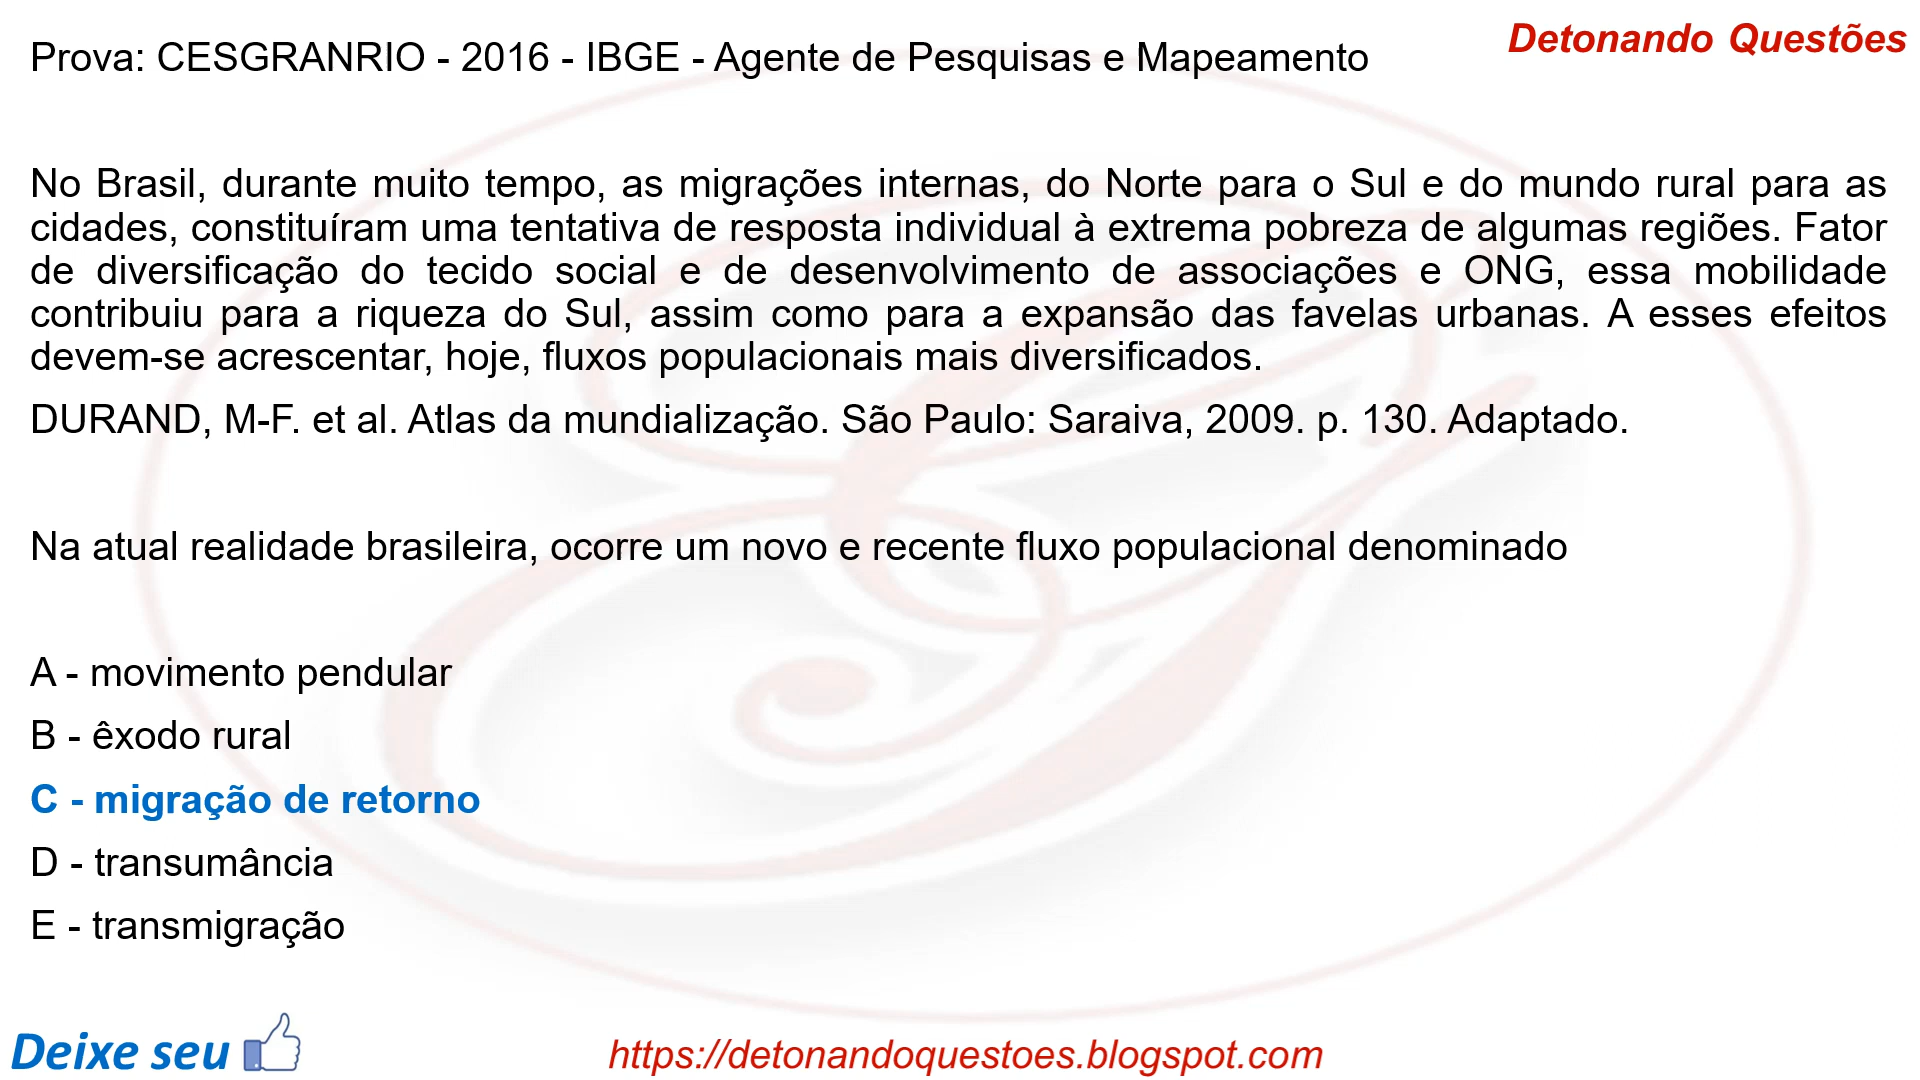 Prova: CESGRANRIO - 2016 - IBGE - Agente de Pesquisas e Mapeamento
Detonando Questões
No Brasil, durante muito tempo, as migrações internas, do Norte para o Sul e do mundo rural para as
cidades, constituíram uma tentativa de resposta individual à extrema pobreza de algumas regiões. Fator
de diversificação do tecido social e de desenvolvimento de associações e ONG, essa mobilidade
contribuiu para a riqueza do Sul, assim como para a expansão das favelas urbanas. A esses efeitos
devem-se acrescentar, hoje, fluxos populacionais mais diversificados.
DURAND, M-F. et al. Atlas da mundialização. São Paulo: Saraiva, 2009. p. 130. Adaptado.
Na atual realidade brasileira, ocorre um novo e recente fluxo populacional denominado
A - movimento pendular
B - êxodo rural
C - migração de retorno
D - transumância
E - transmigração
Deixe seu
https://detonandoquestoes.blogspot.com